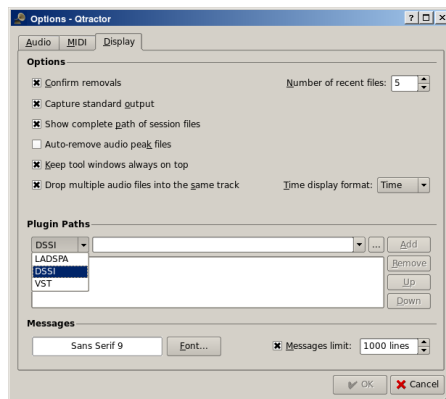 Options - Qtractor
Audio MIDI Display
Options
Confirm removals Number of recent files: 5
Capture standard output
Show complete path of session files
Auto-remove audio peak files
Keep tool windows always on top
Drop multiple audio files into the same track Time display format: Time
Plugin Paths
DSSI ... Add
LADSPA Remove
DSSI Up
VST Down
Messages
Sans Serif 9 Font... Messages limit: 1000 lines
OK Cancel